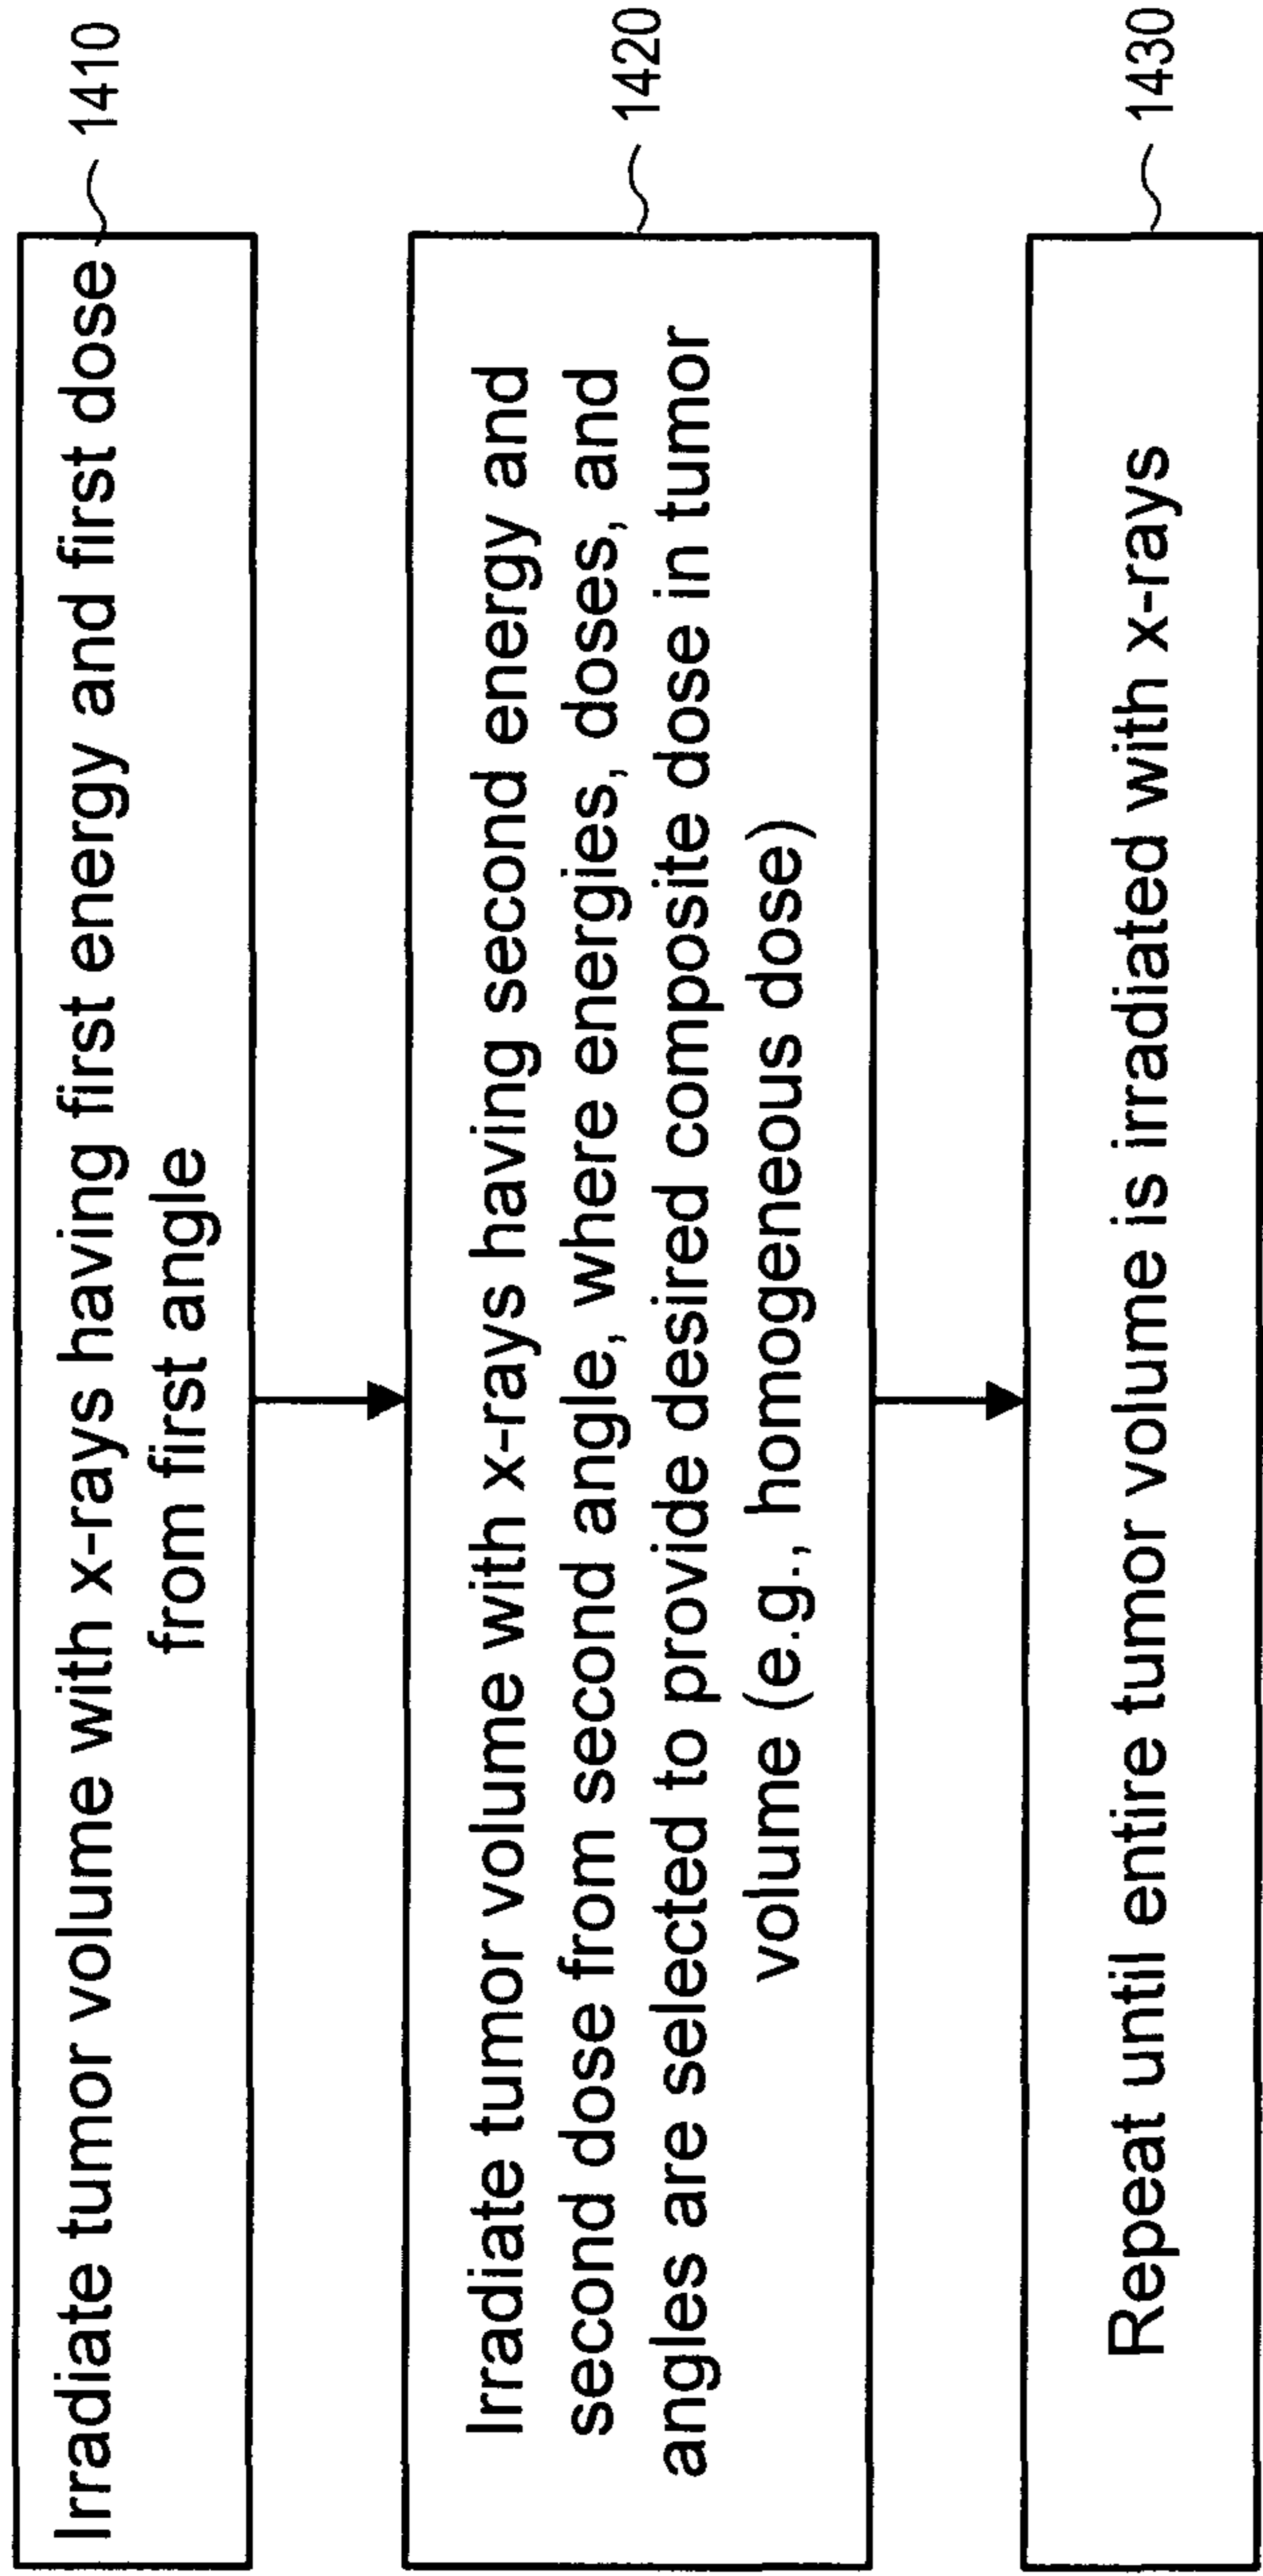 Irradiate tumor volume with x-rays having first energy and first dose
from first angle
1410
Irradiate tumor volume with x-rays having second energy and
second dose from second angle, where energies, doses, and
angles are selected to provide desired composite dose in tumor
volume (e.g., homogeneous dose)
1420
Repeat until entire tumor volume is irradiated with x-rays
1430